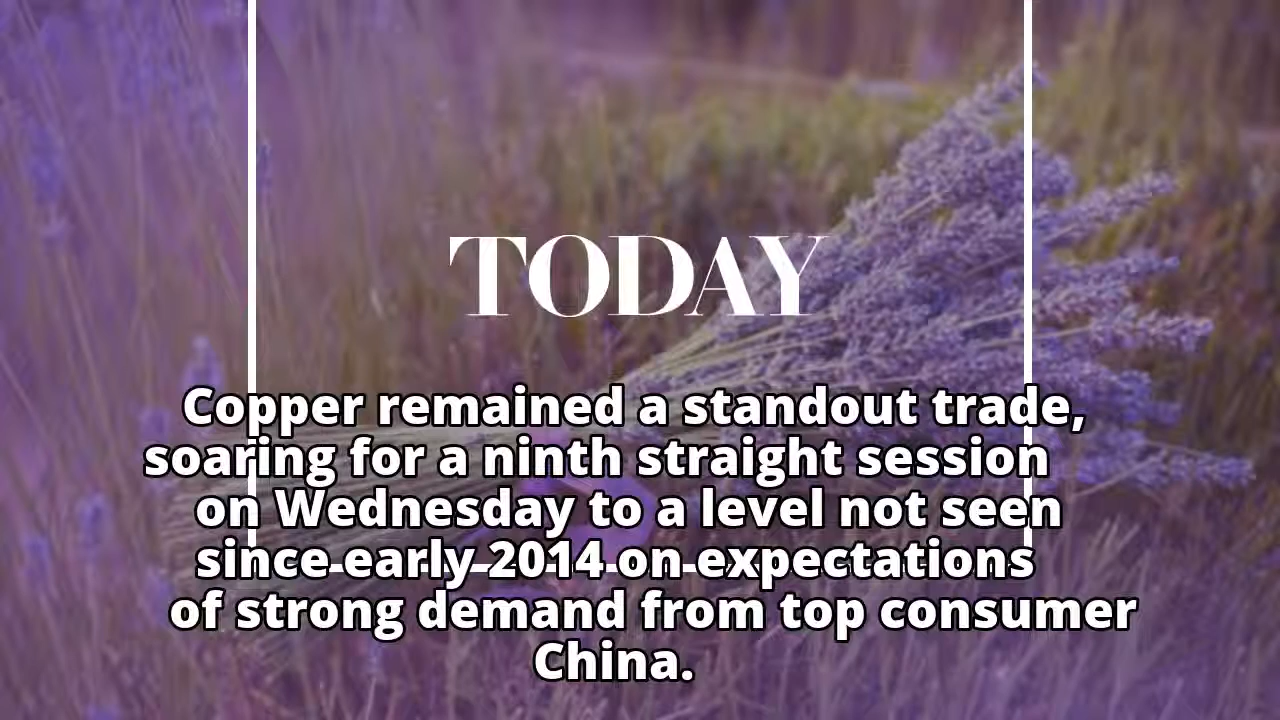 TODAY
Copper remained a standout trade,
soaring for a ninth straight session
on Wednesday to a level not seen
since early 2014 on expectations
of strong demand from top consumer
China.